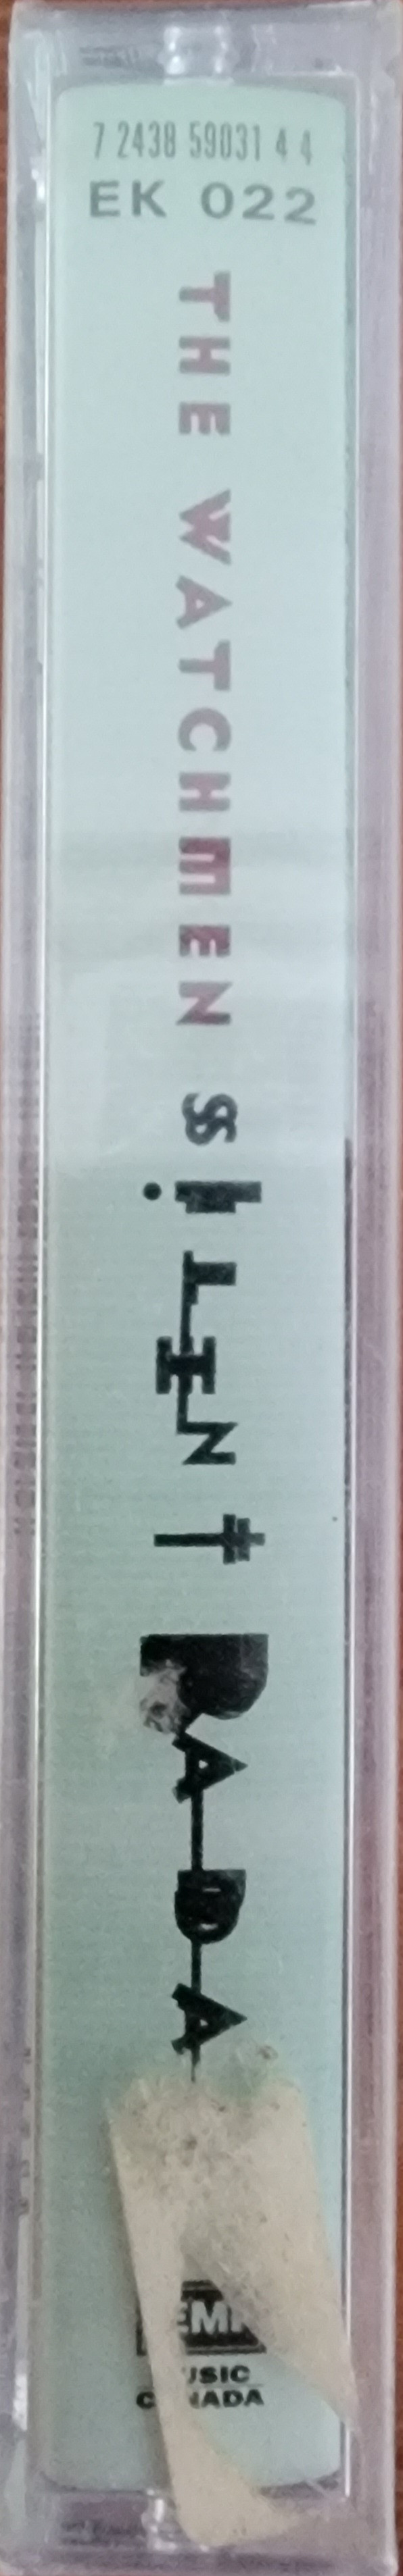 7 2438 59031 4 4
EK 022
THE WATCHMEN SILENT DADA
EMI
MUSIC
CANADA